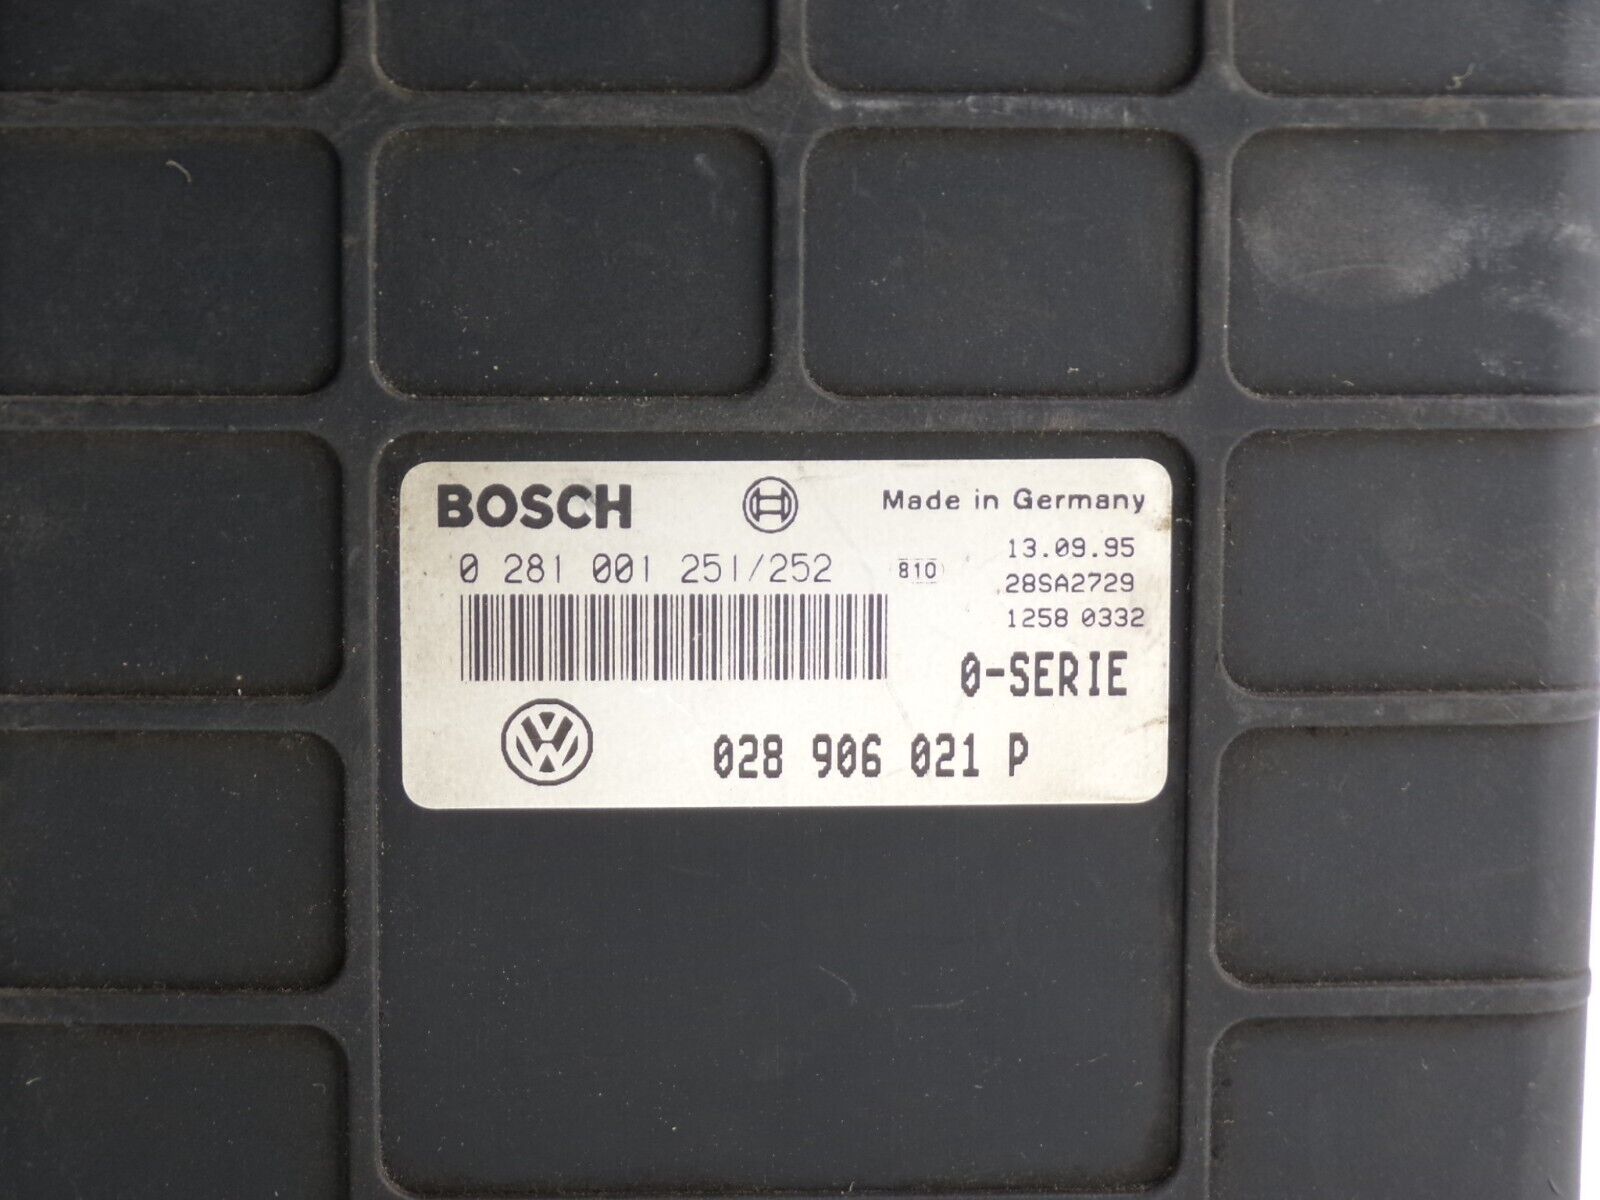 BOSCH
Made in Germany
0 281 001 251/252
810
13.09.95
28SA2729
1258 0332
0-SERIE
VW
028 906 021 P